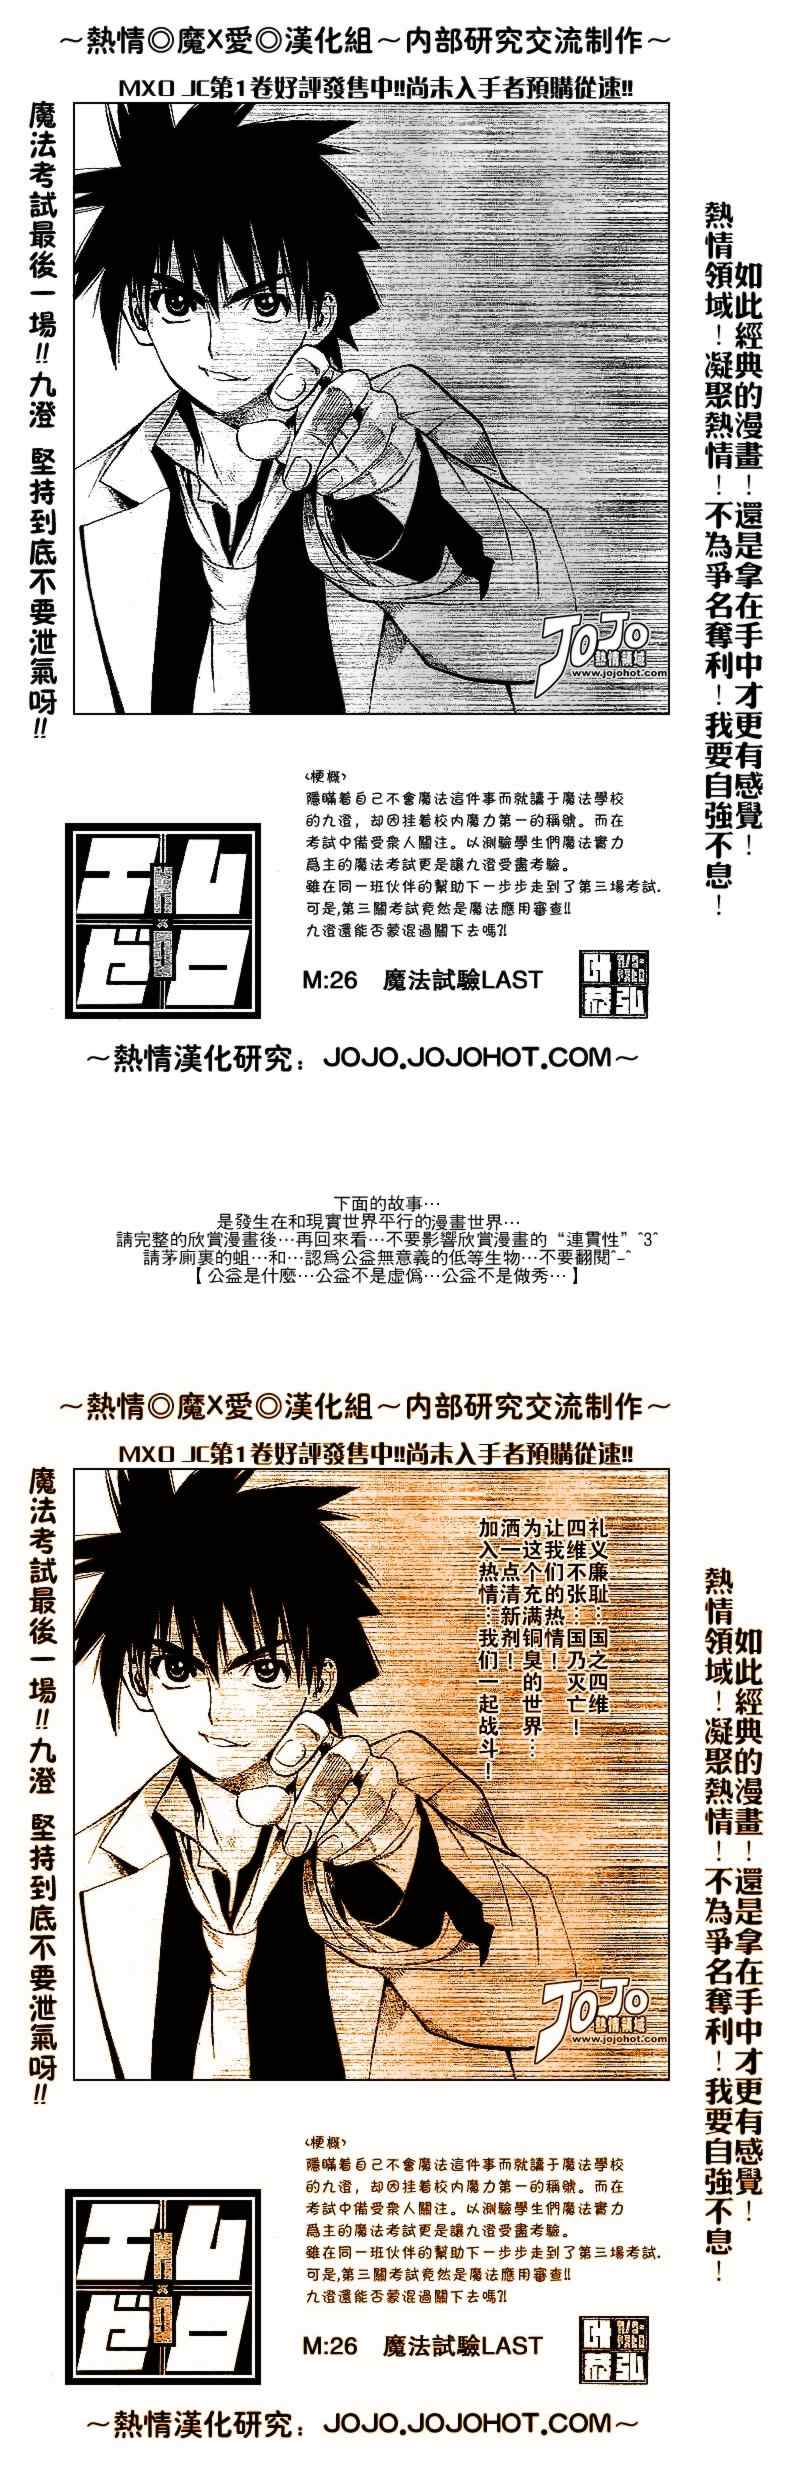 ～熱情◎魔X愛◎漢化組～内部研究交流制作～
MXO JC第1卷好評發售中!!尚未入手者預購從速!!
魔法考試最後一場!!九澄 堅持到底不要泄氣呀!!
如此經典的漫畫！還是拿在手中才更有感覺！
熱情領域！凝聚熱情！不為爭名奪利！我要自強不息！
JOJO
熱情領域
www.jojohot.com
<梗概>
隱瞞着自己不會魔法這件事而就讀于魔法學校
的九澄，却因挂着校内魔力第一的稱號。而在
考試中備受衆人關注。以測驗學生們魔法實力
爲主的魔法考試更是讓九澄受盡考驗。
雖在同一班伙伴的幫助下一步步走到了第三場考試.
可是,第三關考試竟然是魔法應用審查!!
九澄還能否蒙混過關下去嗎?!
エム
×
ゼロ
M:26 魔法試驗LAST
叶恭弘
～熱情漢化研究：JOJO.JOJOHOT.COM～
下面的故事…
是發生在和現實世界平行的漫畫世界…
請完整的欣賞漫畫後…再回來看…不要影響欣賞漫畫的“連貫性”^3^
請茅廁裏的蛆…和…認爲公益無意義的低等生物…不要翻閱^-^
【公益是什麼…公益不是虛僞…公益不是做秀…】
～熱情◎魔X愛◎漢化組～内部研究交流制作～
MXO JC第1卷好評發售中!!尚未入手者預購從速!!
魔法考試最後一場!!九澄 堅持到底不要泄氣呀!!
礼义廉耻…国之四维
四维不张…国乃灭亡！
让我们的热情！
为这个充满铜臭的世界…
洒一点清新剂！
加入热情…我们一起战斗！
如此經典的漫畫！還是拿在手中才更有感覺！
熱情領域！凝聚熱情！不為爭名奪利！我要自強不息！
JOJO
熱情領域
www.jojohot.com
<梗概>
隱瞞着自己不會魔法這件事而就讀于魔法學校
的九澄，却因挂着校内魔力第一的稱號。而在
考試中備受衆人關注。以測驗學生們魔法實力
爲主的魔法考試更是讓九澄受盡考驗。
雖在同一班伙伴的幫助下一步步走到了第三場考試.
可是,第三關考試竟然是魔法應用審查!!
九澄還能否蒙混過關下去嗎?!
エム
×
ゼロ
M:26 魔法試驗LAST
叶恭弘
～熱情漢化研究：JOJO.JOJOHOT.COM～